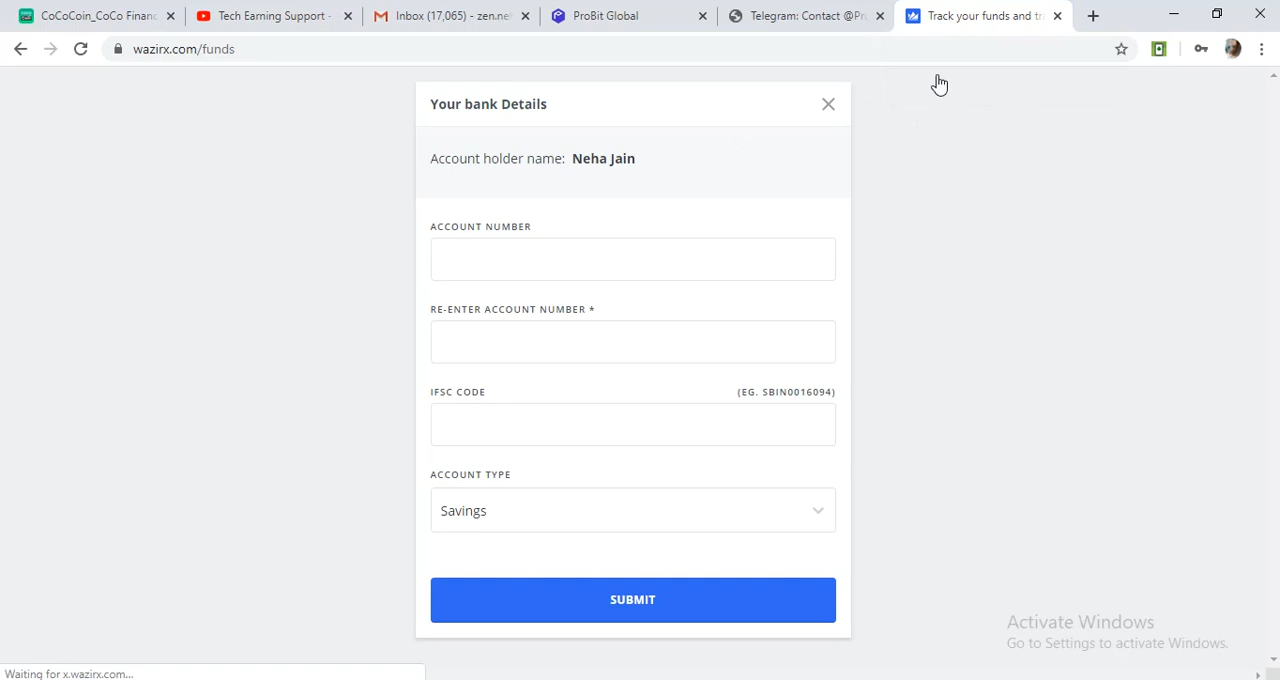 CoCoCoin_CoCo Financ
Tech Earning Support -
Inbox (17,065) - zen.neh
ProBit Global
Telegram: Contact @Pr
Track your funds and tr
wazirx.com/funds
Your bank Details
Account holder name: Neha Jain
ACCOUNT NUMBER
RE-ENTER ACCOUNT NUMBER *
IFSC CODE
(EG. SBIN0016094)
ACCOUNT TYPE
Savings
SUBMIT
Activate Windows
Go to Settings to activate Windows.
Waiting for x.wazirx.com...